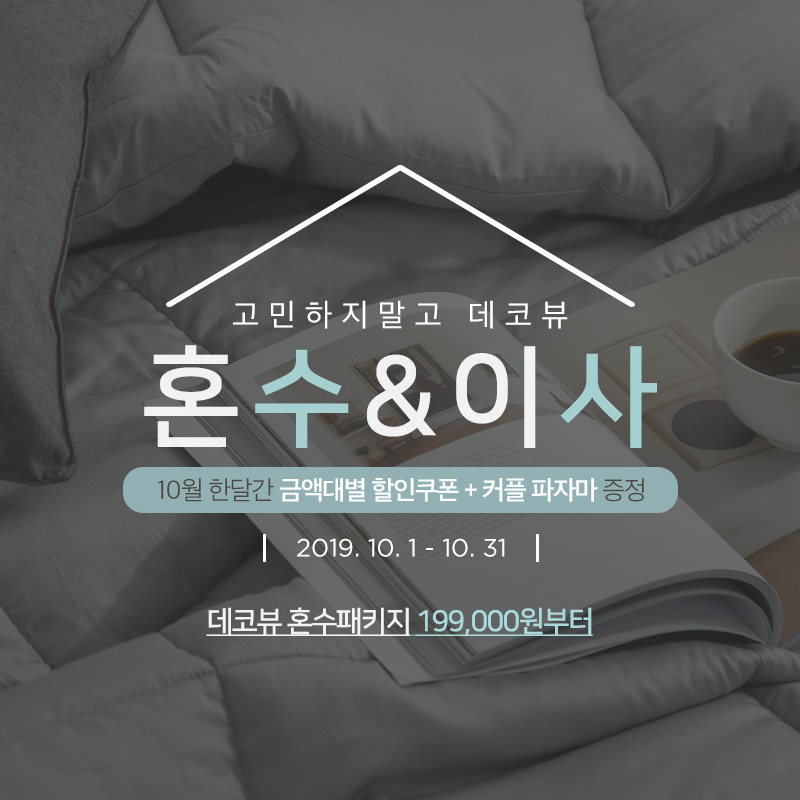 고민하지말고 데코뷰
혼수&이사
10월 한달간 금액대별 할인쿠폰 + 커플 파자마 증정
2019. 10. 1 - 10. 31
데코뷰 혼수패키지 199,000원부터